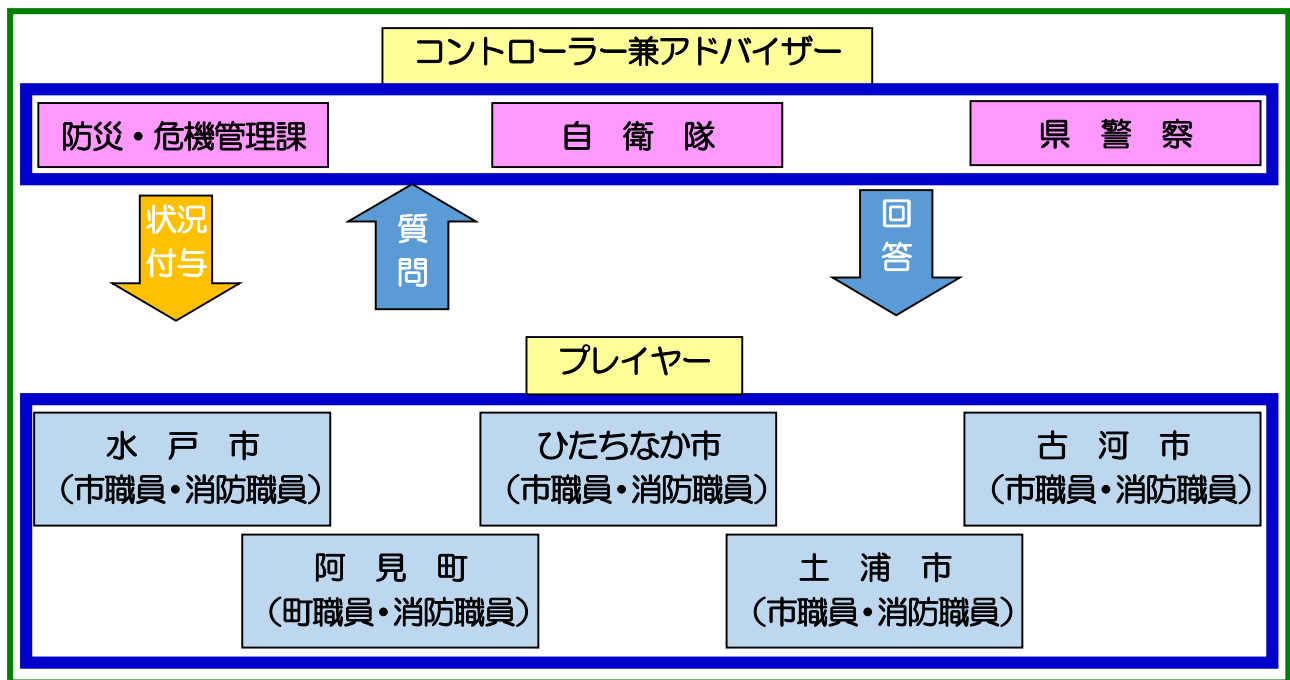 コントローラー兼アドバイザー
防災・危機管理課
自　衛　隊
県　警　察
状況
付与
質
問
回
答
プレイヤー
水　戸　市
（市職員・消防職員）
ひたちなか市
（市職員・消防職員）
古　河　市
（市職員・消防職員）
阿　見　町
（町職員・消防職員）
土　浦　市
（市職員・消防職員）